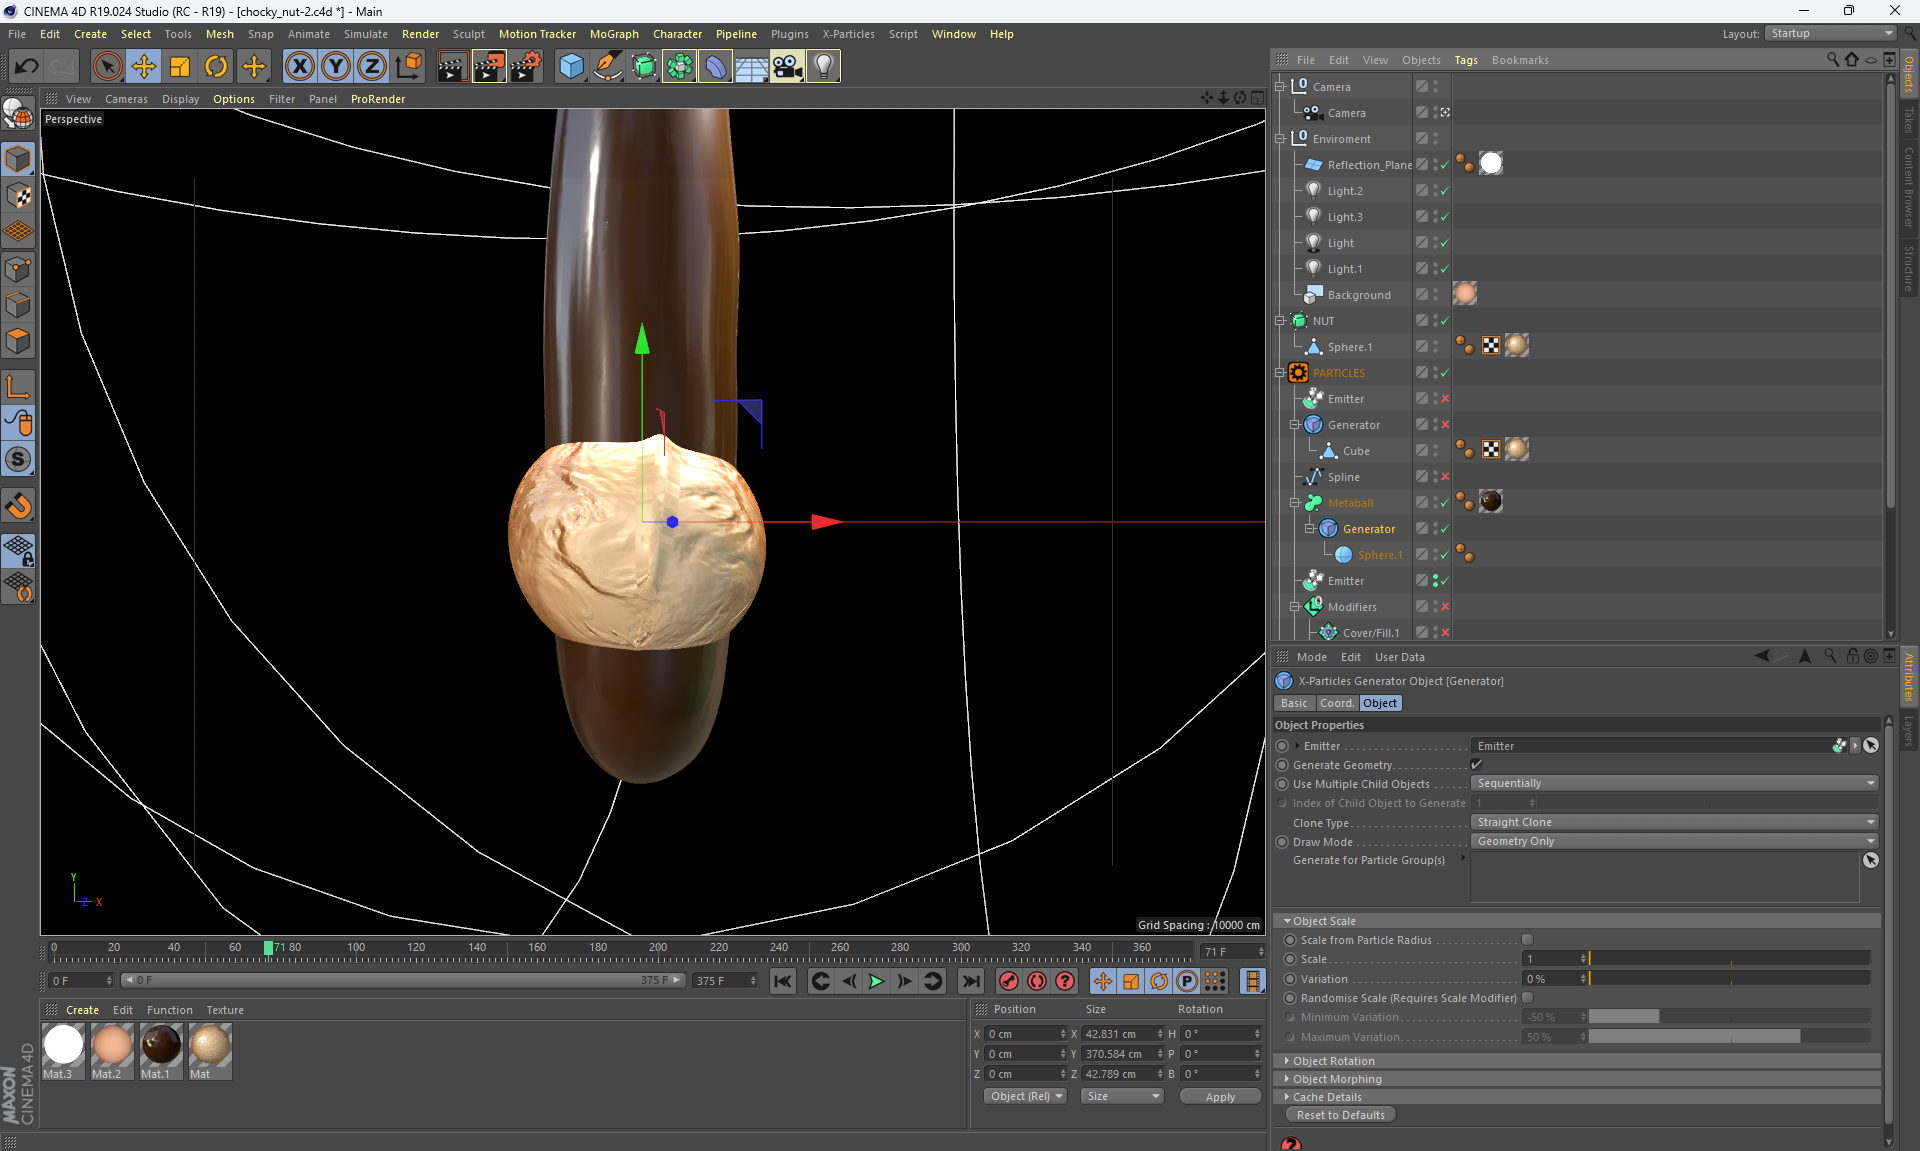 CINEMA 4D R19.024 Studio (RC - R19) - [chocky_nut-2.c4d *] - Main
File Edit Create Select Tools Mesh Snap Animate Simulate Render Sculpt Motion Tracker MoGraph Character Pipeline Plugins X-Particles Script Window Help
Layout: Startup
File Edit View Objects Tags Bookmarks
View Cameras Display Options Filter Panel ProRender
Perspective
Camera
Camera
Enviroment
Reflection_Plane
Light.2
Light.3
Light
Light.1
Background
NUT
Sphere.1
PARTICLES
Emitter
Generator
Cube
Spline
Metaball
Generator
Sphere.1
Emitter
Modifiers
Cover/Fill.1
Objects
Takes
Content Browser
Structure
Mode Edit User Data
X-Particles Generator Object [Generator]
Basic Coord. Object
Object Properties
Emitter Emitter
Generate Geometry
Use Multiple Child Objects Sequentially
Index of Child Object to Generate 1
Clone Type Straight Clone
Draw Mode Geometry Only
Generate for Particle Group(s)
Object Scale
Scale from Particle Radius
Scale 1
Variation 0 %
Randomise Scale (Requires Scale Modifier)
Minimum Variation -50 %
Maximum Variation 50 %
Object Rotation
Object Morphing
Cache Details
Reset to Defaults
Attributes
Layers
Y
Z X
Grid Spacing : 10000 cm
0 20 40 60 71 80 100 120 140 160 180 200 220 240 260 280 300 320 340 360
71 F
0 F 0 F 375 F 375 F
Create Edit Function Texture
Mat.3 Mat.2 Mat.1 Mat
Position Size Rotation
X 0 cm X 42.831 cm H 0 °
Y 0 cm Y 370.584 cm P 0 °
Z 0 cm Z 42.789 cm B 0 °
Object (Rel) Size Apply
MAXON
CINEMA 4D